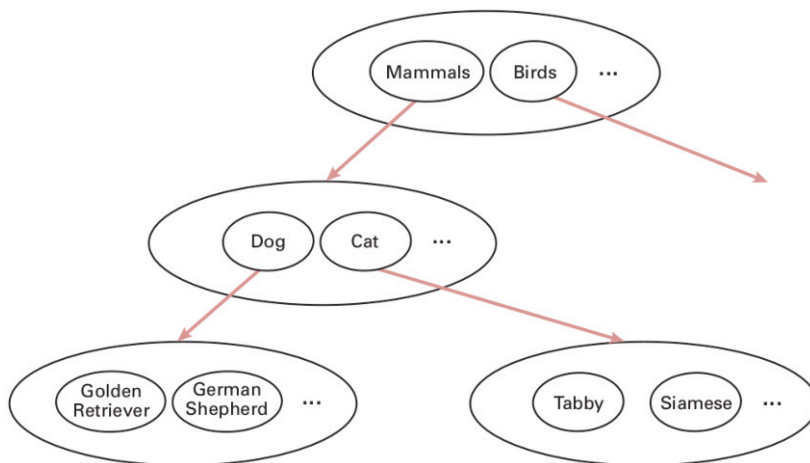 Mammals
Birds
...
Dog
Cat
...
Golden
Retriever
German
Shepherd
...
Tabby
Siamese
...